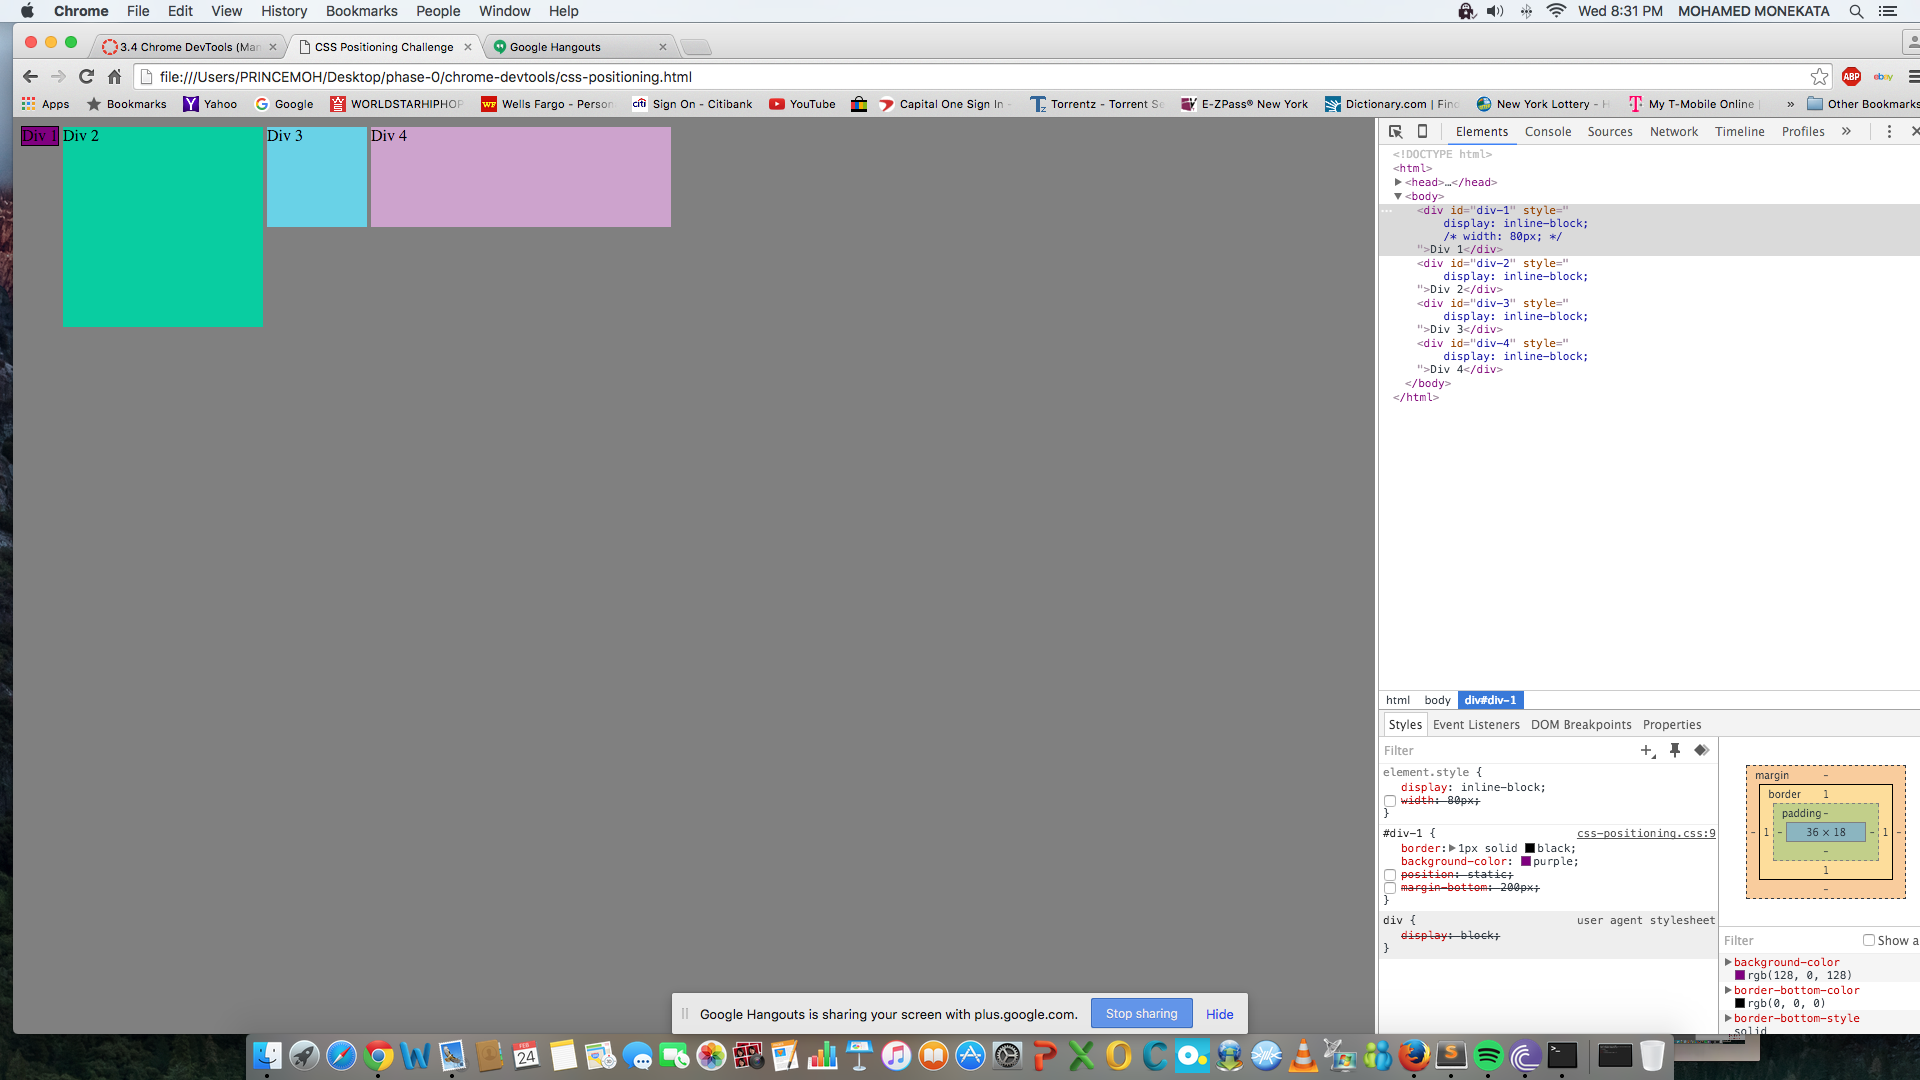 Chrome File Edit View History Bookmarks People Window Help Wed 8:31 PM MOHAMED MONEKATA
3.4 Chrome DevTools (Man CSS Positioning Challenge Google Hangouts
file:///Users/PRINCEMOH/Desktop/phase-0/chrome-devtools/css-positioning.html ABP ebay
Apps Bookmarks Yahoo Google WORLDSTARHIPHOP Wells Fargo - Person Sign On - Citibank YouTube Capital One Sign In - Torrentz - Torrent Se E-ZPass® New York Dictionary.com | Find New York Lottery - H My T-Mobile Online | » Other Bookmarks
Div 1 Div 2 Div 3 Div 4
Elements Console Sources Network Timeline Profiles »
<!DOCTYPE html>
<html>
<head>…</head>
<body>
<div id="div-1" style="
display: inline-block;
/* width: 80px; */
">Div 1</div>
<div id="div-2" style="
display: inline-block;
">Div 2</div>
<div id="div-3" style="
display: inline-block;
">Div 3</div>
<div id="div-4" style="
display: inline-block;
">Div 4</div>
</body>
</html>
html body div#div-1
Styles Event Listeners DOM Breakpoints Properties
Filter
element.style {
display: inline-block;
width: 80px;
}
#div-1 { css-positioning.css:9
border: 1px solid black;
background-color: purple;
position: static;
margin-bottom: 200px;
}
div { user agent stylesheet
display: block;
}
margin -
border 1
padding -
- 1 - 36 × 18 - 1 -
-
1
-
Filter Show a
background-color
rgb(128, 0, 128)
border-bottom-color
rgb(0, 0, 0)
border-bottom-style
solid
Google Hangouts is sharing your screen with plus.google.com. Stop sharing Hide
FEB
24